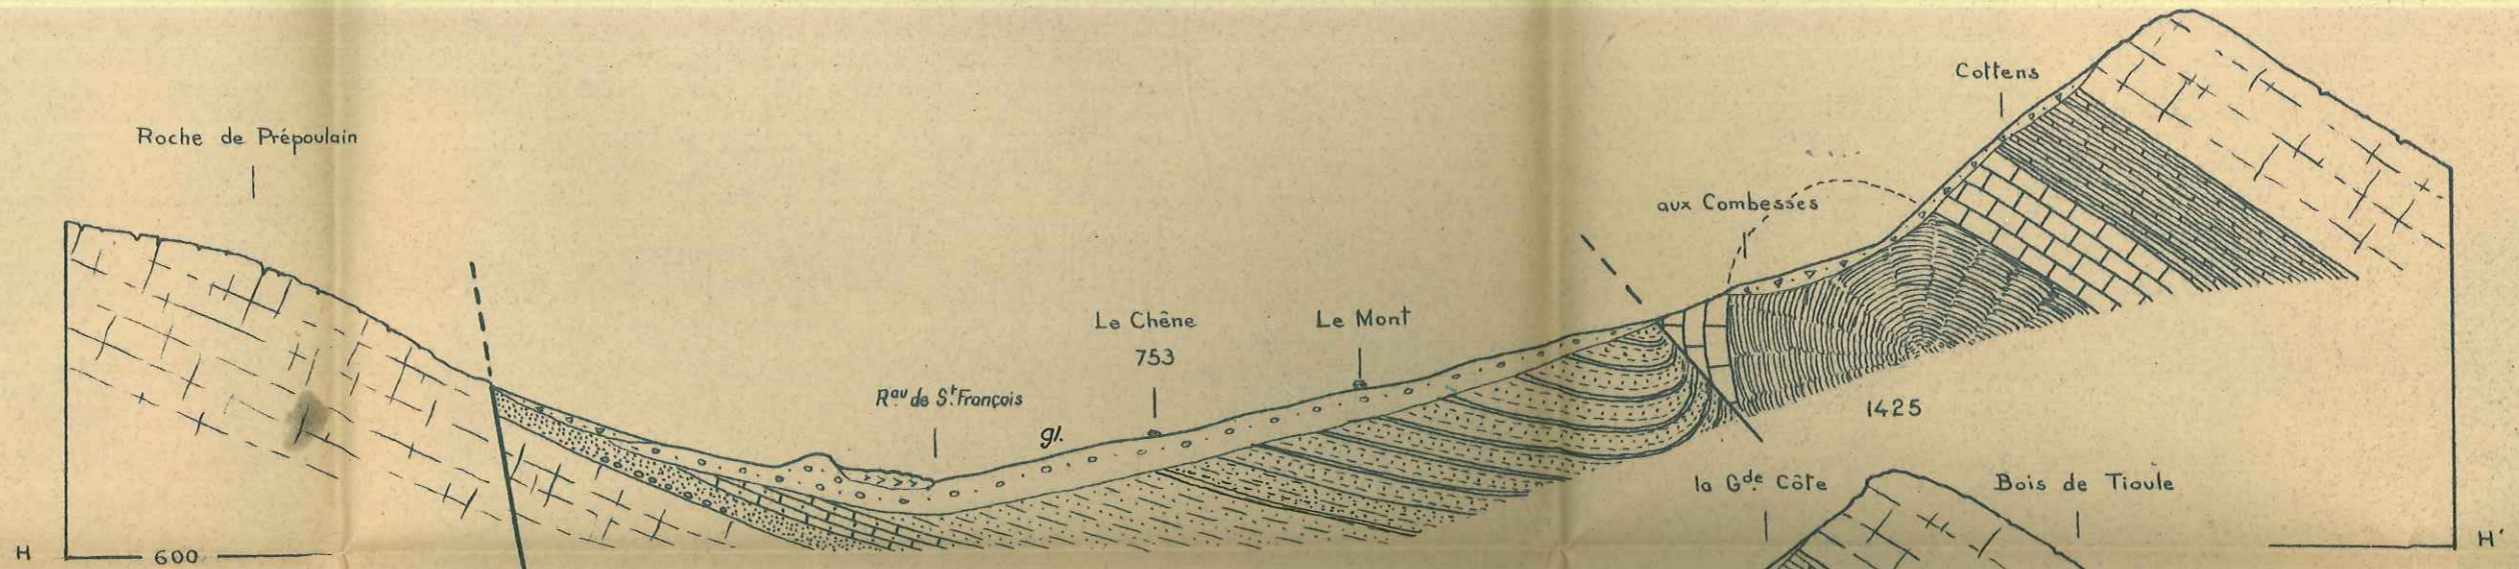 Cottens
Roche de Prépoulain
aux Combesses
Le Chêne
753
Le Mont
Rau de St. François
gl.
1425
la Gde. Côte
Bois de Tioule
H
600
H'